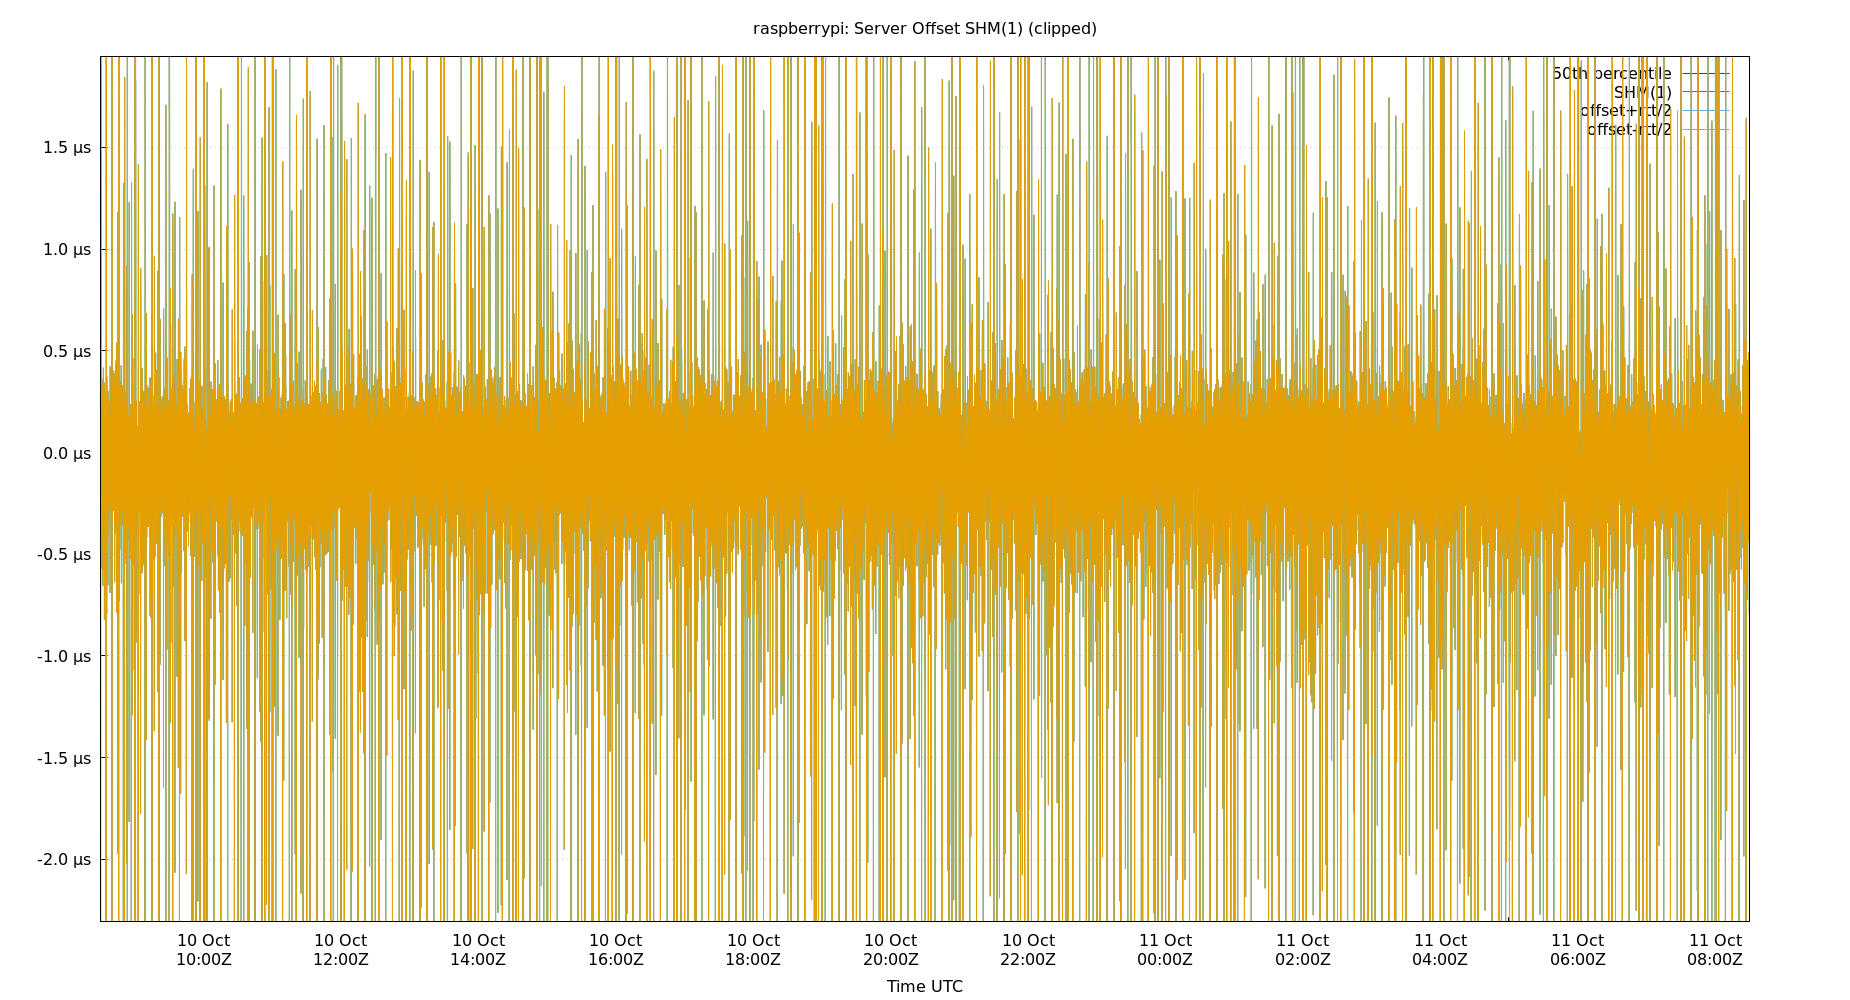 raspberrypi: Server Offset SHM(1) (clipped)
50th percentile
SHM(1)
offset+rtt/2
offset-rtt/2
1.5 µs
1.0 µs
0.5 µs
0.0 µs
-0.5 µs
-1.0 µs
-1.5 µs
-2.0 µs
10 Oct 10 Oct 10 Oct 10 Oct 10 Oct 10 Oct 10 Oct 11 Oct 11 Oct 11 Oct 11 Oct 11 Oct
10:00Z 12:00Z 14:00Z 16:00Z 18:00Z 20:00Z 22:00Z 00:00Z 02:00Z 04:00Z 06:00Z 08:00Z
Time UTC